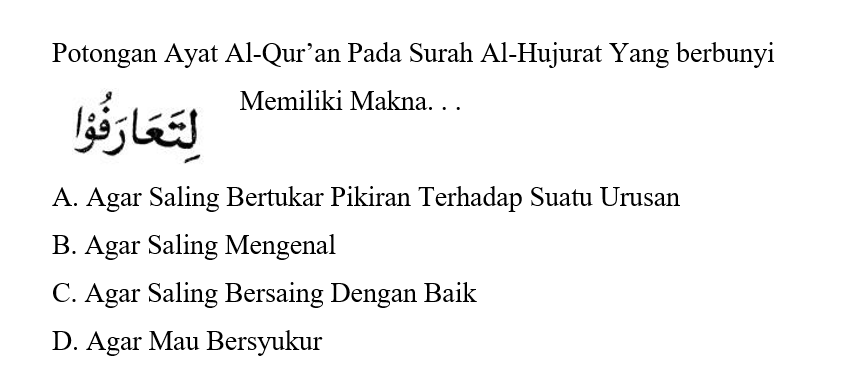 Potongan Ayat Al-Qur’an Pada Surah Al-Hujurat Yang berbunyi
لِتَعَارَفُوْا Memiliki Makna. . .
A. Agar Saling Bertukar Pikiran Terhadap Suatu Urusan
B. Agar Saling Mengenal
C. Agar Saling Bersaing Dengan Baik
D. Agar Mau Bersyukur